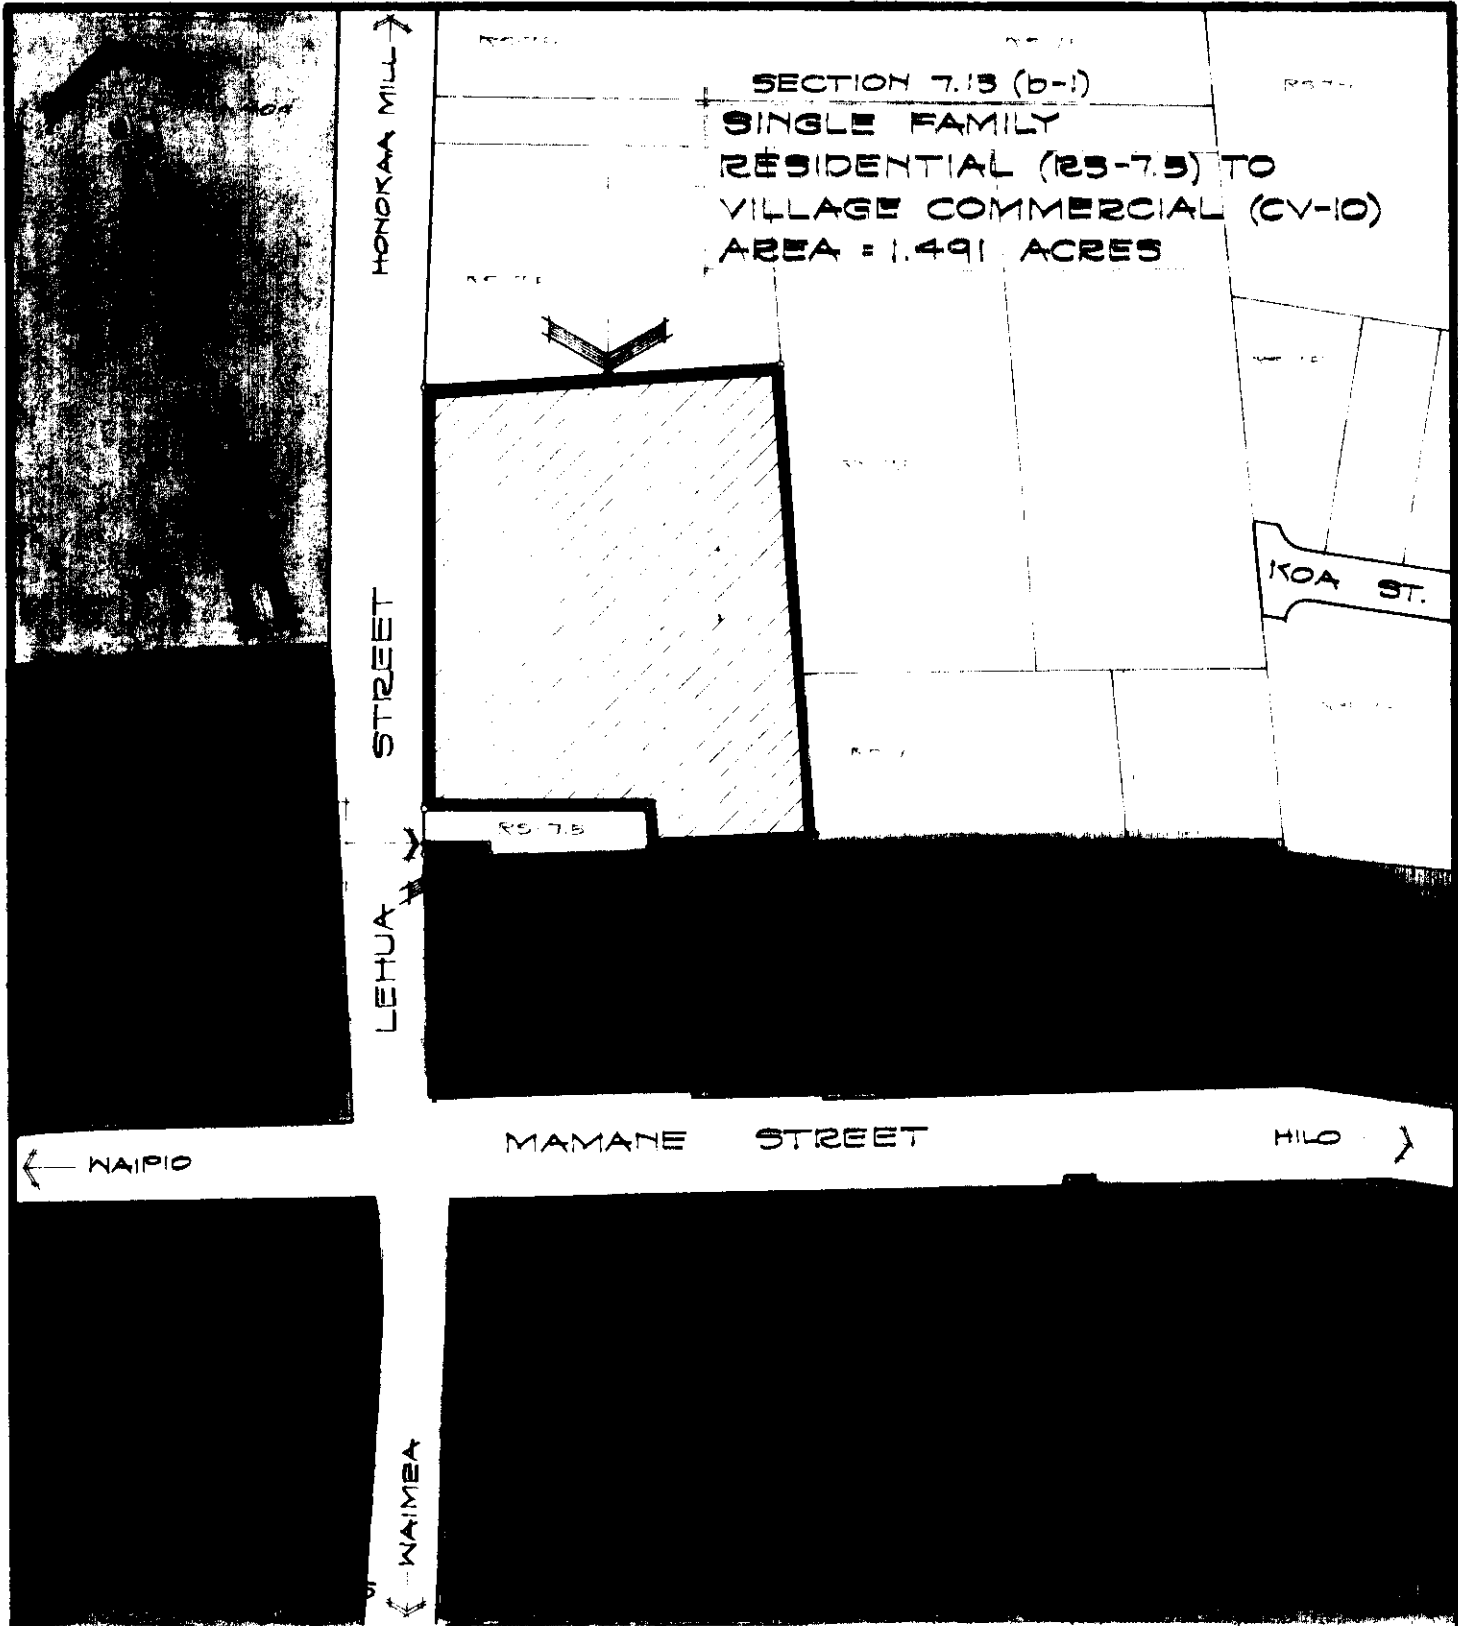 HONOKAA MILL
SECTION 7.13 (b-1)
SINGLE FAMILY
RESIDENTIAL (RS-7.5) TO
VILLAGE COMMERCIAL (CV-10)
AREA = 1.491 ACRES
KOA ST.
LEHUA STREET
RS-7.5
MAMANE STREET
HILO
WAIPIO
WAIMEA